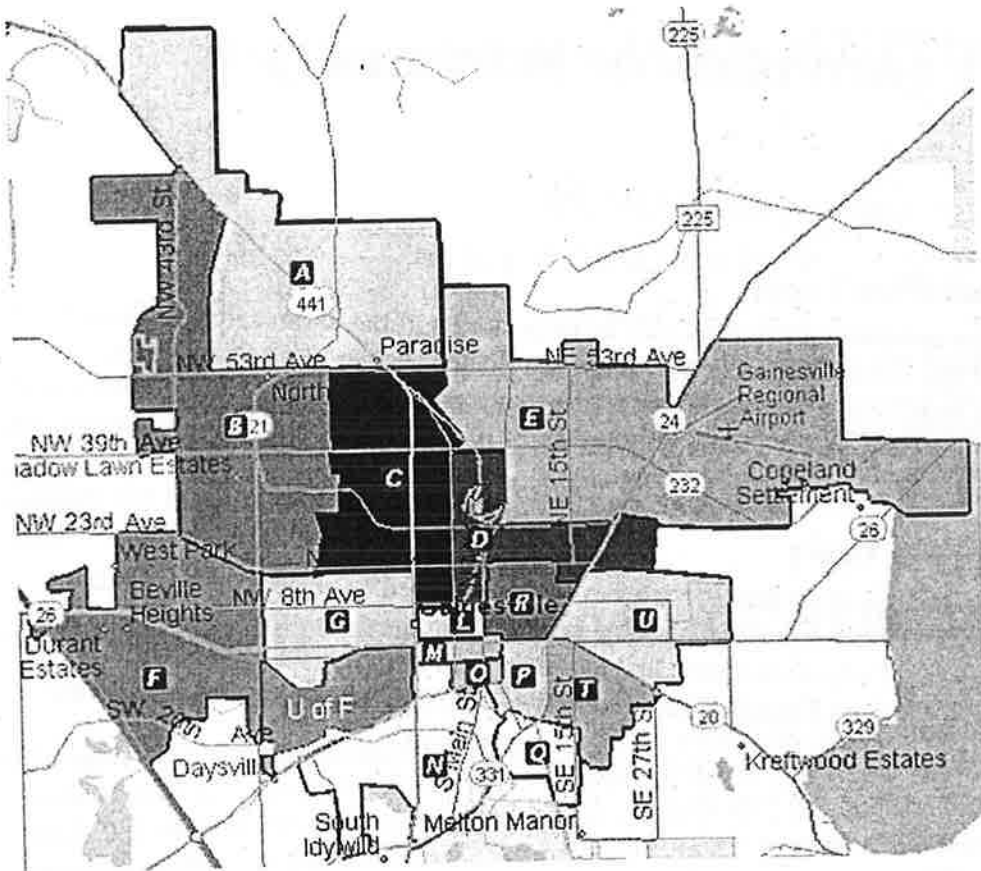 225
225
NW 43rd St
A
441
Paradise
NW 53rd Ave
NE 53rd Ave
North
Gainesville
Regional
Airport
B
21
E
24
NW 39th Ave
adow Lawn Estates
C
E 15th St
232
Copeland
Settlement
NW 23rd Ave
D
26
West Park
N
Beville
Heights
NW 8th Ave
R
26
G
L
U
Durant
Estates
M
F
O
P
T
U of F
SW 20th Ave
S Main St
SE 15th St
SE 27th S
20
329
Daysvill
N
331
Q
Kreftwood Estates
South
Idylwild
Melton Manor